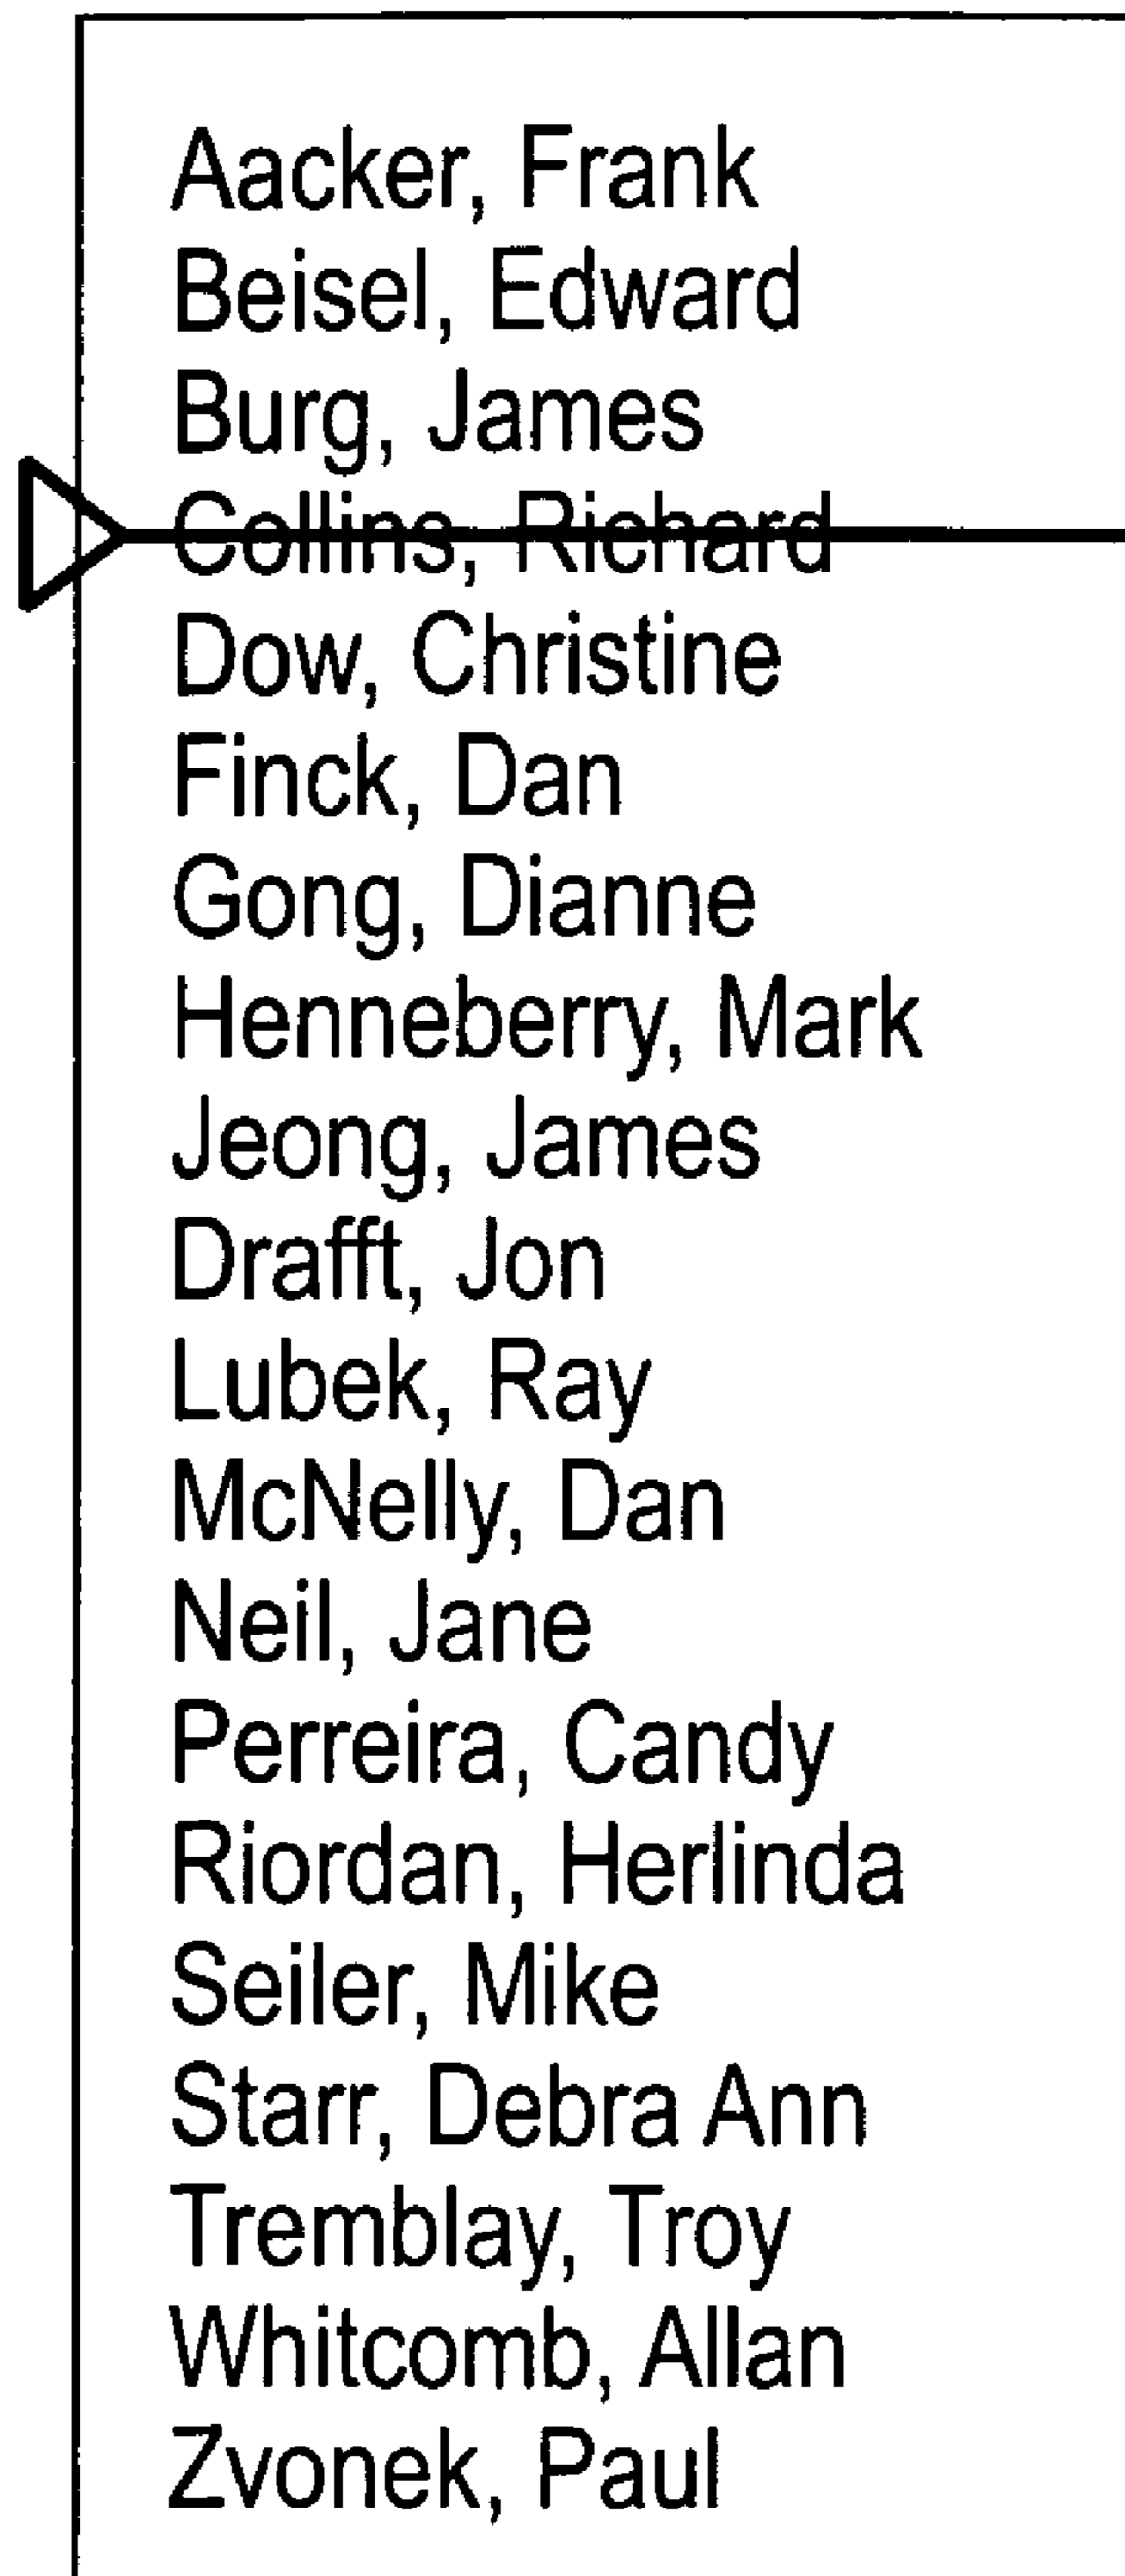 Aacker, Frank
Beisel, Edward
Burg, James
Collins, Richard
Dow, Christine
Finck, Dan
Gong, Dianne
Henneberry, Mark
Jeong, James
Drafft, Jon
Lubek, Ray
McNelly, Dan
Neil, Jane
Perreira, Candy
Riordan, Herlinda
Seiler, Mike
Starr, Debra Ann
Tremblay, Troy
Whitcomb, Allan
Zvonek, Paul